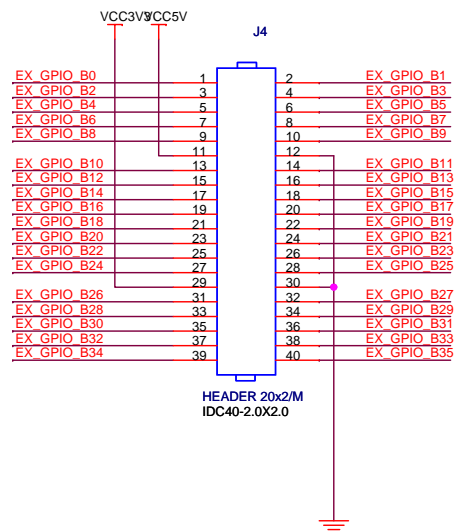 VCC3V3 VCC5V
J4
EX_GPIO_B0 1 2 EX_GPIO_B1
EX_GPIO_B2 3 4 EX_GPIO_B3
EX_GPIO_B4 5 6 EX_GPIO_B5
EX_GPIO_B6 7 8 EX_GPIO_B7
EX_GPIO_B8 9 10 EX_GPIO_B9
11 12
EX_GPIO_B10 13 14 EX_GPIO_B11
EX_GPIO_B12 15 16 EX_GPIO_B13
EX_GPIO_B14 17 18 EX_GPIO_B15
EX_GPIO_B16 19 20 EX_GPIO_B17
EX_GPIO_B18 21 22 EX_GPIO_B19
EX_GPIO_B20 23 24 EX_GPIO_B21
EX_GPIO_B22 25 26 EX_GPIO_B23
EX_GPIO_B24 27 28 EX_GPIO_B25
29 30
EX_GPIO_B26 31 32 EX_GPIO_B27
EX_GPIO_B28 33 34 EX_GPIO_B29
EX_GPIO_B30 35 36 EX_GPIO_B31
EX_GPIO_B32 37 38 EX_GPIO_B33
EX_GPIO_B34 39 40 EX_GPIO_B35
HEADER 20x2/M
IDC40-2.0X2.0